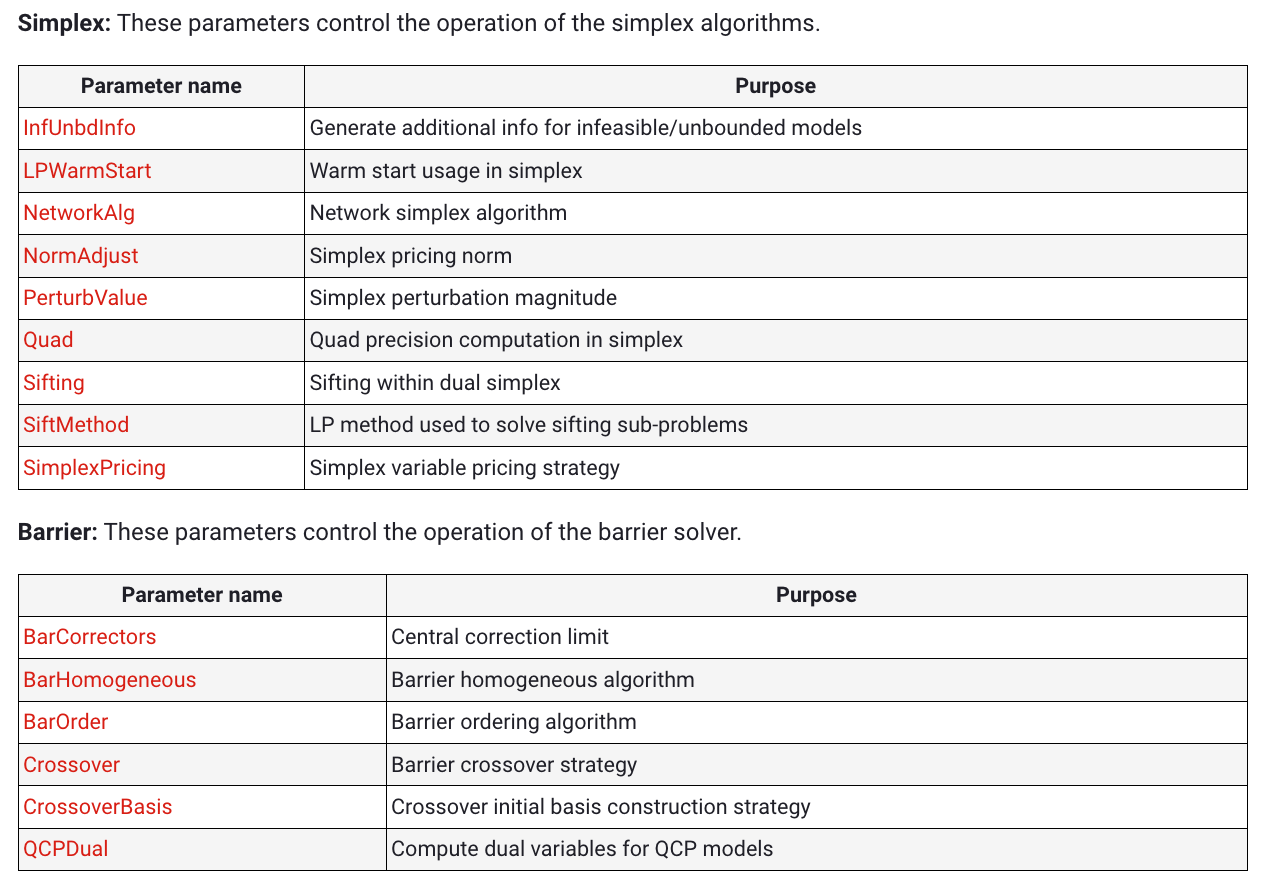 Simplex: These parameters control the operation of the simplex algorithms.
Parameter name Purpose
InfUnbdInfo Generate additional info for infeasible/unbounded models
LPWarmStart Warm start usage in simplex
NetworkAlg Network simplex algorithm
NormAdjust Simplex pricing norm
PerturbValue Simplex perturbation magnitude
Quad Quad precision computation in simplex
Sifting Sifting within dual simplex
SiftMethod LP method used to solve sifting sub-problems
SimplexPricing Simplex variable pricing strategy
Barrier: These parameters control the operation of the barrier solver.
Parameter name Purpose
BarCorrectors Central correction limit
BarHomogeneous Barrier homogeneous algorithm
BarOrder Barrier ordering algorithm
Crossover Barrier crossover strategy
CrossoverBasis Crossover initial basis construction strategy
QCPDual Compute dual variables for QCP models